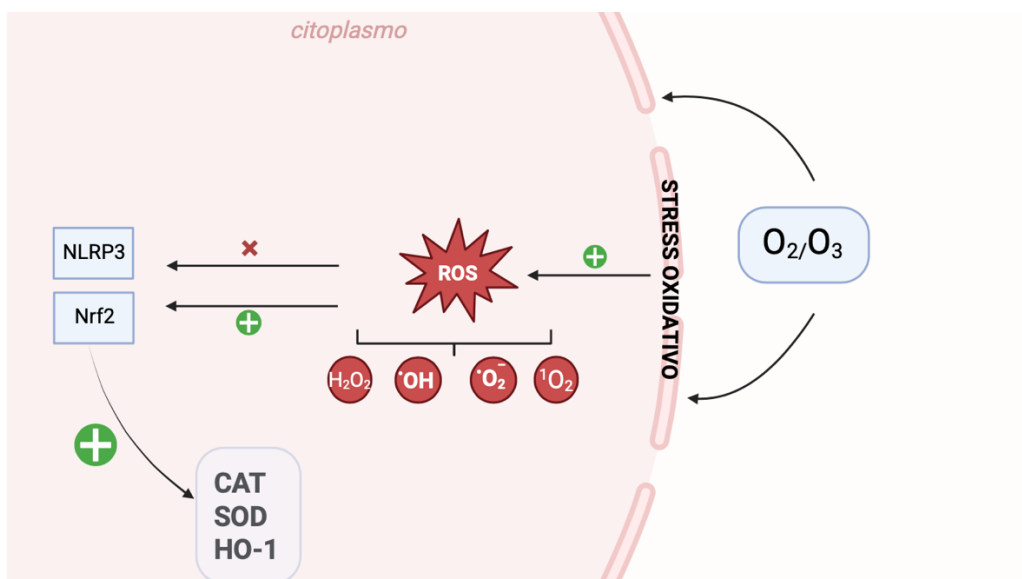 citoplasmo
STRESS OXIDATIVO
O₂/O₃
NLRP3
Nrf2
ROS
H₂O₂
•OH
•O₂⁻
¹O₂
CAT
SOD
HO-1